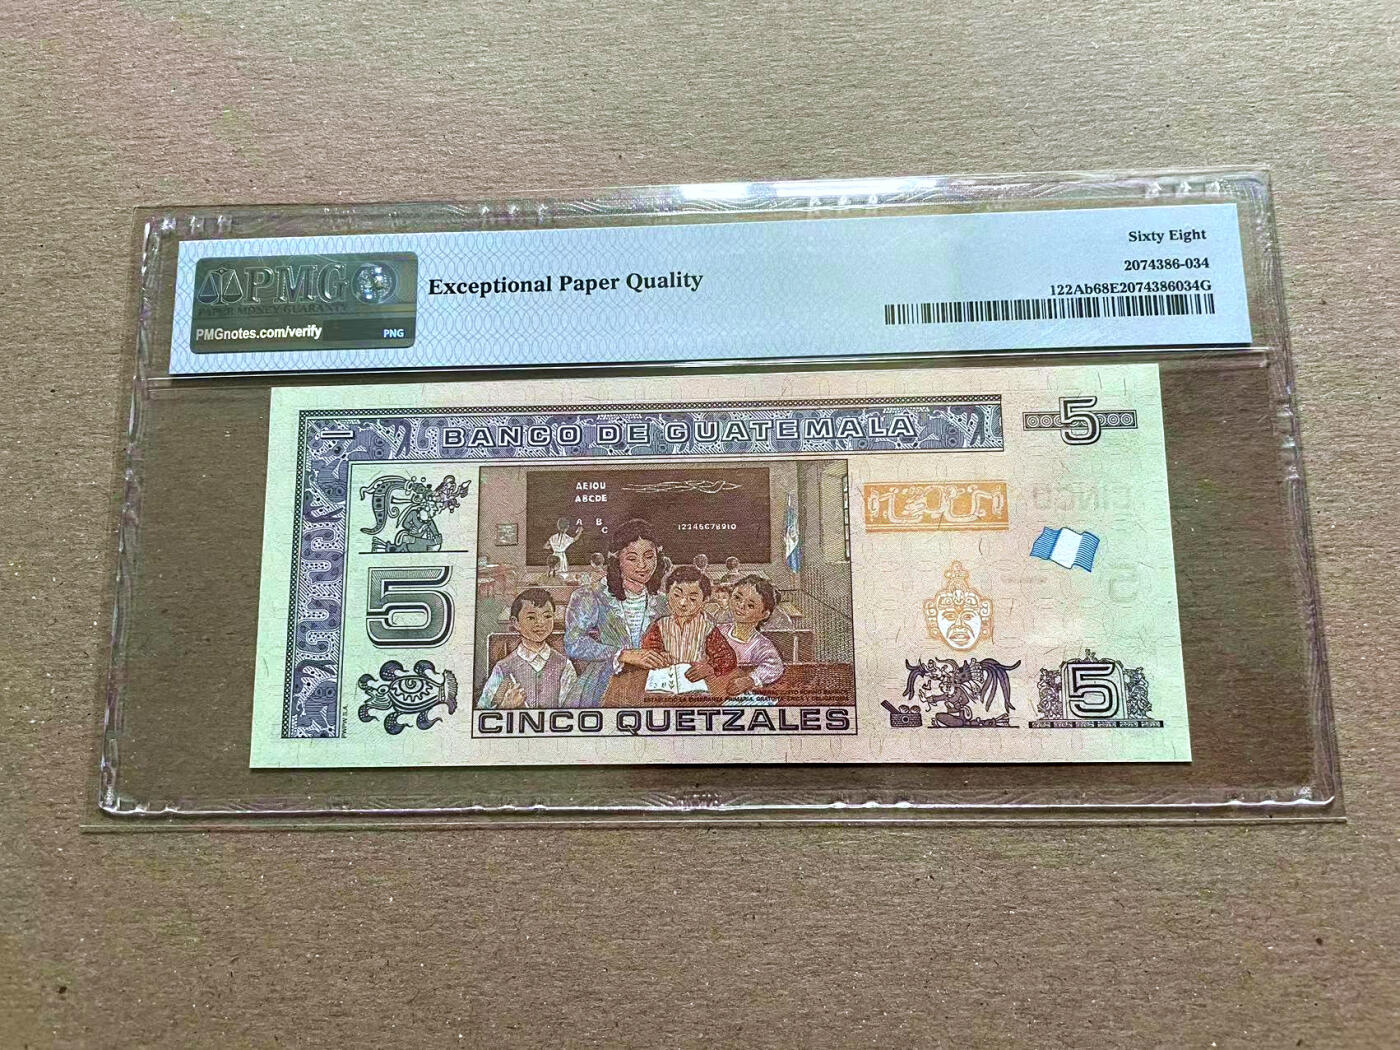 PMG
PAPER MONEY GUARANTY
PMGnotes.com/verify
PNG
Exceptional Paper Quality
Sixty Eight
2074386-034
122Ab68E2074386034G
BANCO DE GUATEMALA
5
AEIOU
ABCDE
A B
C
12345678910
5
CINCO QUETZALES
5
PWPW S.A.